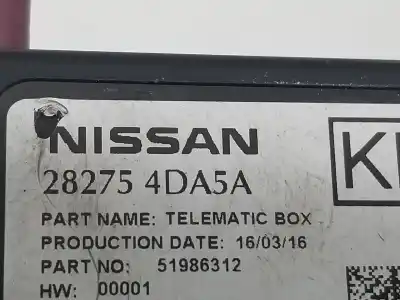 NISSAN
28275 4DA5A
PART NAME: TELEMATIC BOX
PRODUCTION DATE: 16/03/16
PART NO: 51986312
HW: 00001